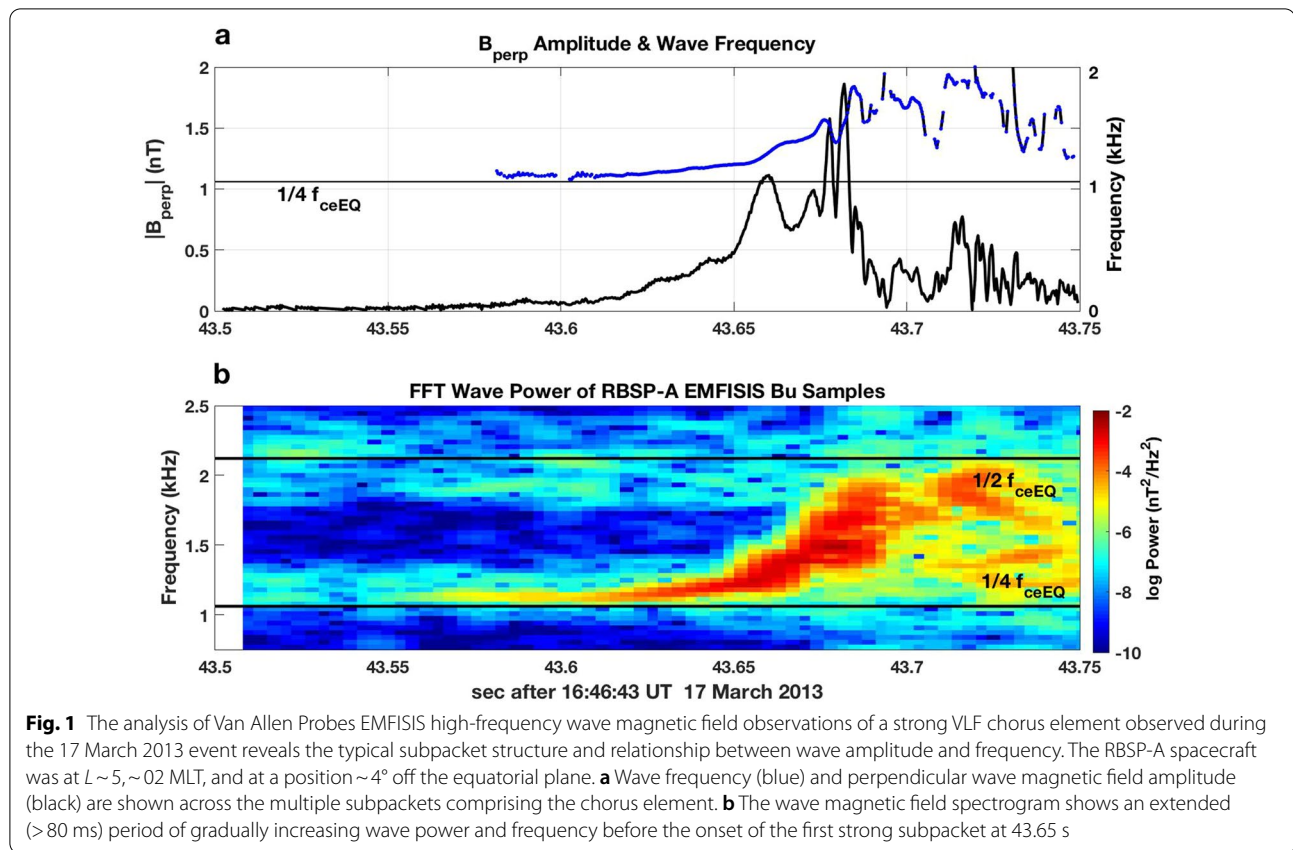 a
B_perp Amplitude & Wave Frequency
2
1.5
1
0.5
0
|B_perp| (nT)
1/4 f_ceEQ
2
1
0
Frequency (kHz)
43.5 43.55 43.6 43.65 43.7 43.75
b
FFT Wave Power of RBSP-A EMFISIS Bu Samples
2.5
2
1.5
1
Frequency (kHz)
1/2 f_ceEQ
1/4 f_ceEQ
-2
-4
-6
-8
-10
log Power (nT²/Hz²)
43.5 43.55 43.6 43.65 43.7 43.75
sec after 16:46:43 UT 17 March 2013
Fig. 1 The analysis of Van Allen Probes EMFISIS high-frequency wave magnetic field observations of a strong VLF chorus element observed during
the 17 March 2013 event reveals the typical subpacket structure and relationship between wave amplitude and frequency. The RBSP-A spacecraft
was at L ~ 5, ~ 02 MLT, and at a position ~ 4° off the equatorial plane. a Wave frequency (blue) and perpendicular wave magnetic field amplitude
(black) are shown across the multiple subpackets comprising the chorus element. b The wave magnetic field spectrogram shows an extended
(> 80 ms) period of gradually increasing wave power and frequency before the onset of the first strong subpacket at 43.65 s